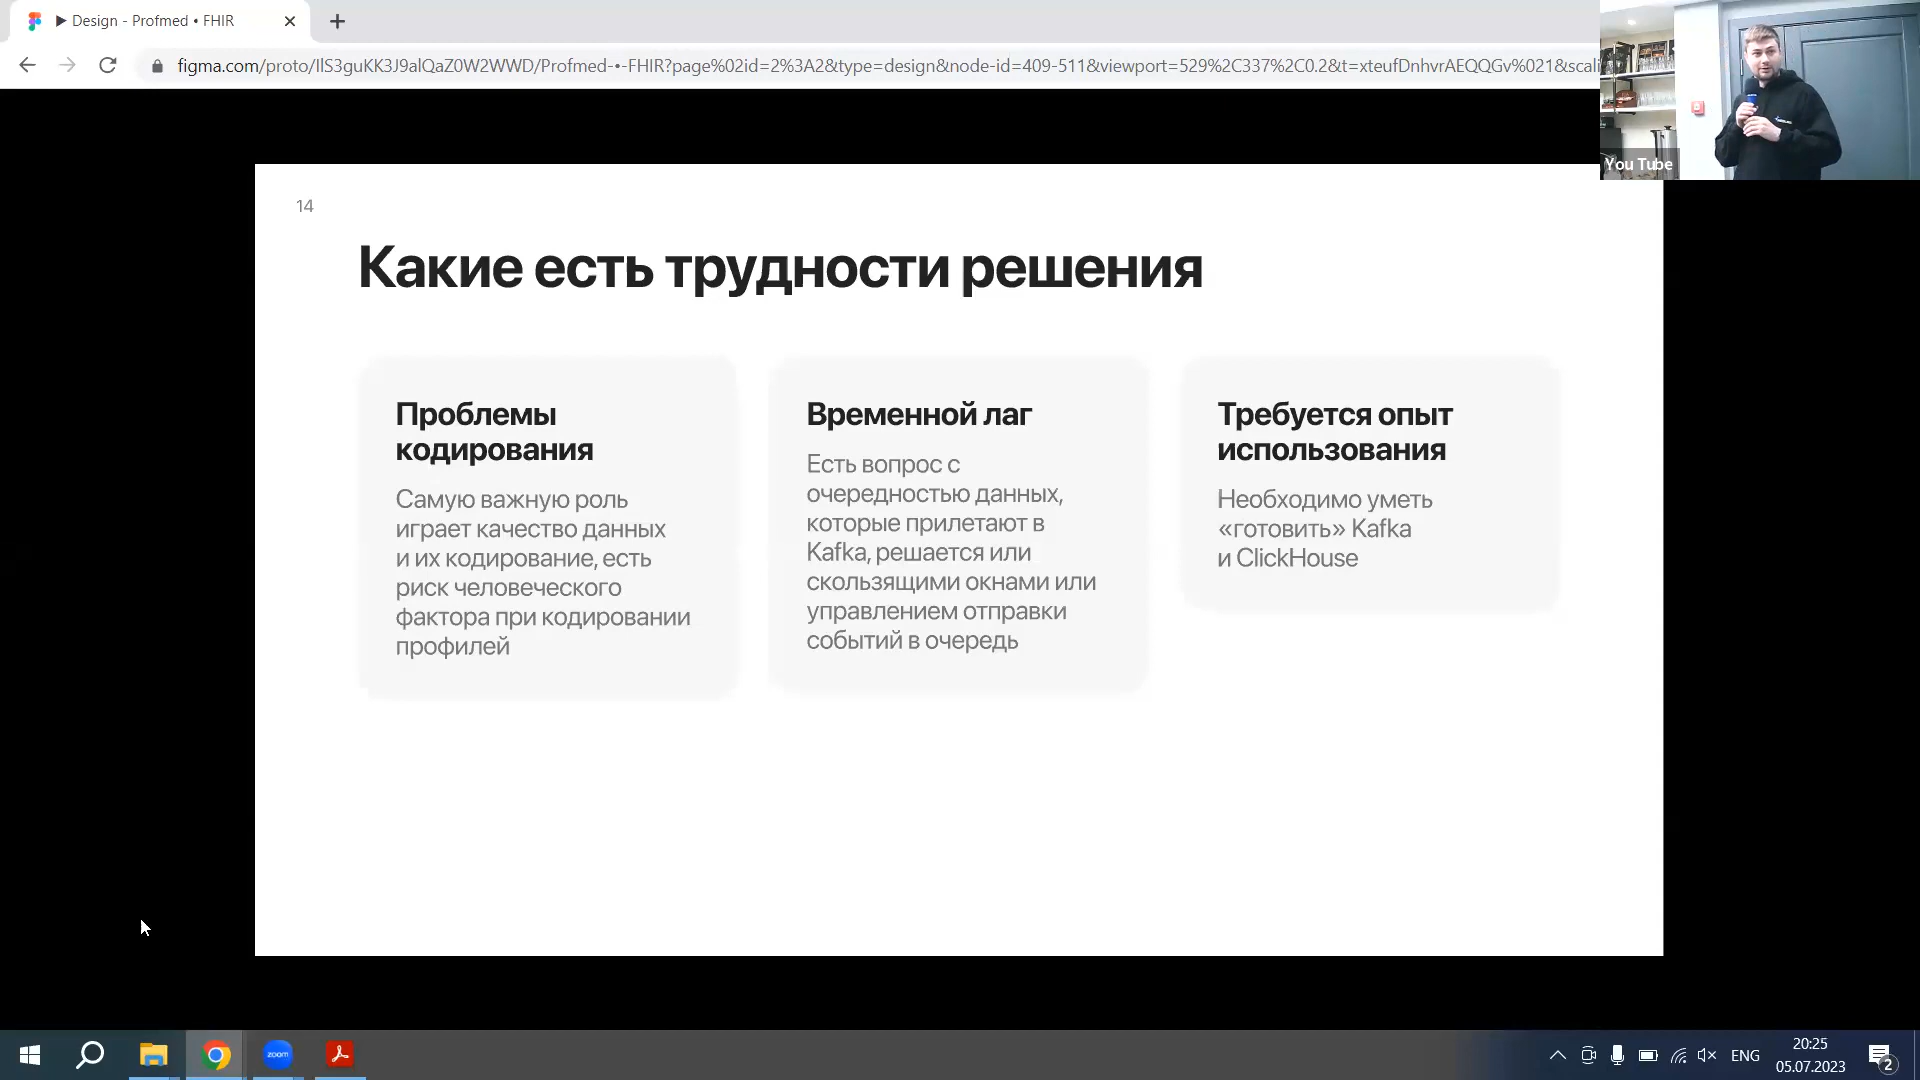 Design - Profmed • FHIR
figma.com/proto/IlS3guKK3J9alQaZ0W2WWD/Profmed-•-FHIR?page%02id=2%3A2&type=design&node-id=409-511&viewport=529%2C337%2C0.2&t=xteufDnhvrAEQQGv%021&scali
You Tube
14
Какие есть трудности решения
Проблемы
кодирования
Самую важную роль
играет качество данных
и их кодирование, есть
риск человеческого
фактора при кодировании
профилей
Временной лаг
Есть вопрос с
очередностью данных,
которые прилетают в
Kafka, решается или
скользящими окнами или
управлением отправки
событий в очередь
Требуется опыт
использования
Необходимо уметь
«готовить» Kafka
и ClickHouse
zoom
ENG
20:25
05.07.2023
2